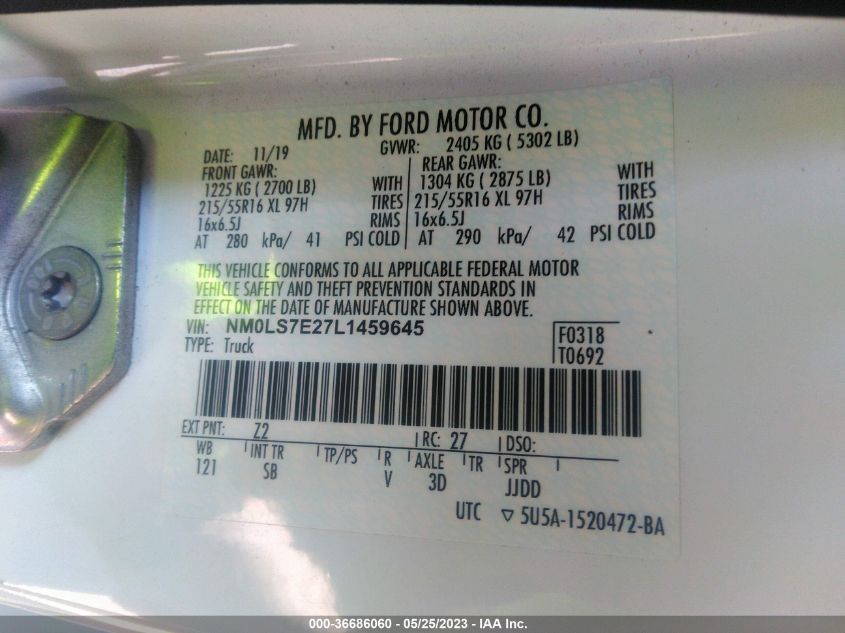 MFD. BY FORD MOTOR CO.
DATE: 11/19 GVWR: 2405 KG ( 5302 LB)
FRONT GAWR: REAR GAWR:
1225 KG ( 2700 LB) WITH 1304 KG ( 2875 LB) WITH
215/55R16 XL 97H TIRES 215/55R16 XL 97H TIRES
16x6.5J RIMS 16x6.5J RIMS
AT 280 kPa/ 41 PSI COLD AT 290 kPa/ 42 PSI COLD
THIS VEHICLE CONFORMS TO ALL APPLICABLE FEDERAL MOTOR
VEHICLE SAFETY AND THEFT PREVENTION STANDARDS IN
EFFECT ON THE DATE OF MANUFACTURE SHOWN ABOVE.
VIN: NM0LS7E27L1459645
TYPE: Truck
F0318
T0692
EXT PNT: Z2 RC: 27 DSO:
WB INT TR TP/PS R AXLE TR SPR
121 SB V 3D JJDD
UTC ▽ 5U5A-1520472-BA
000-36686060 - 05/25/2023 - IAA Inc.